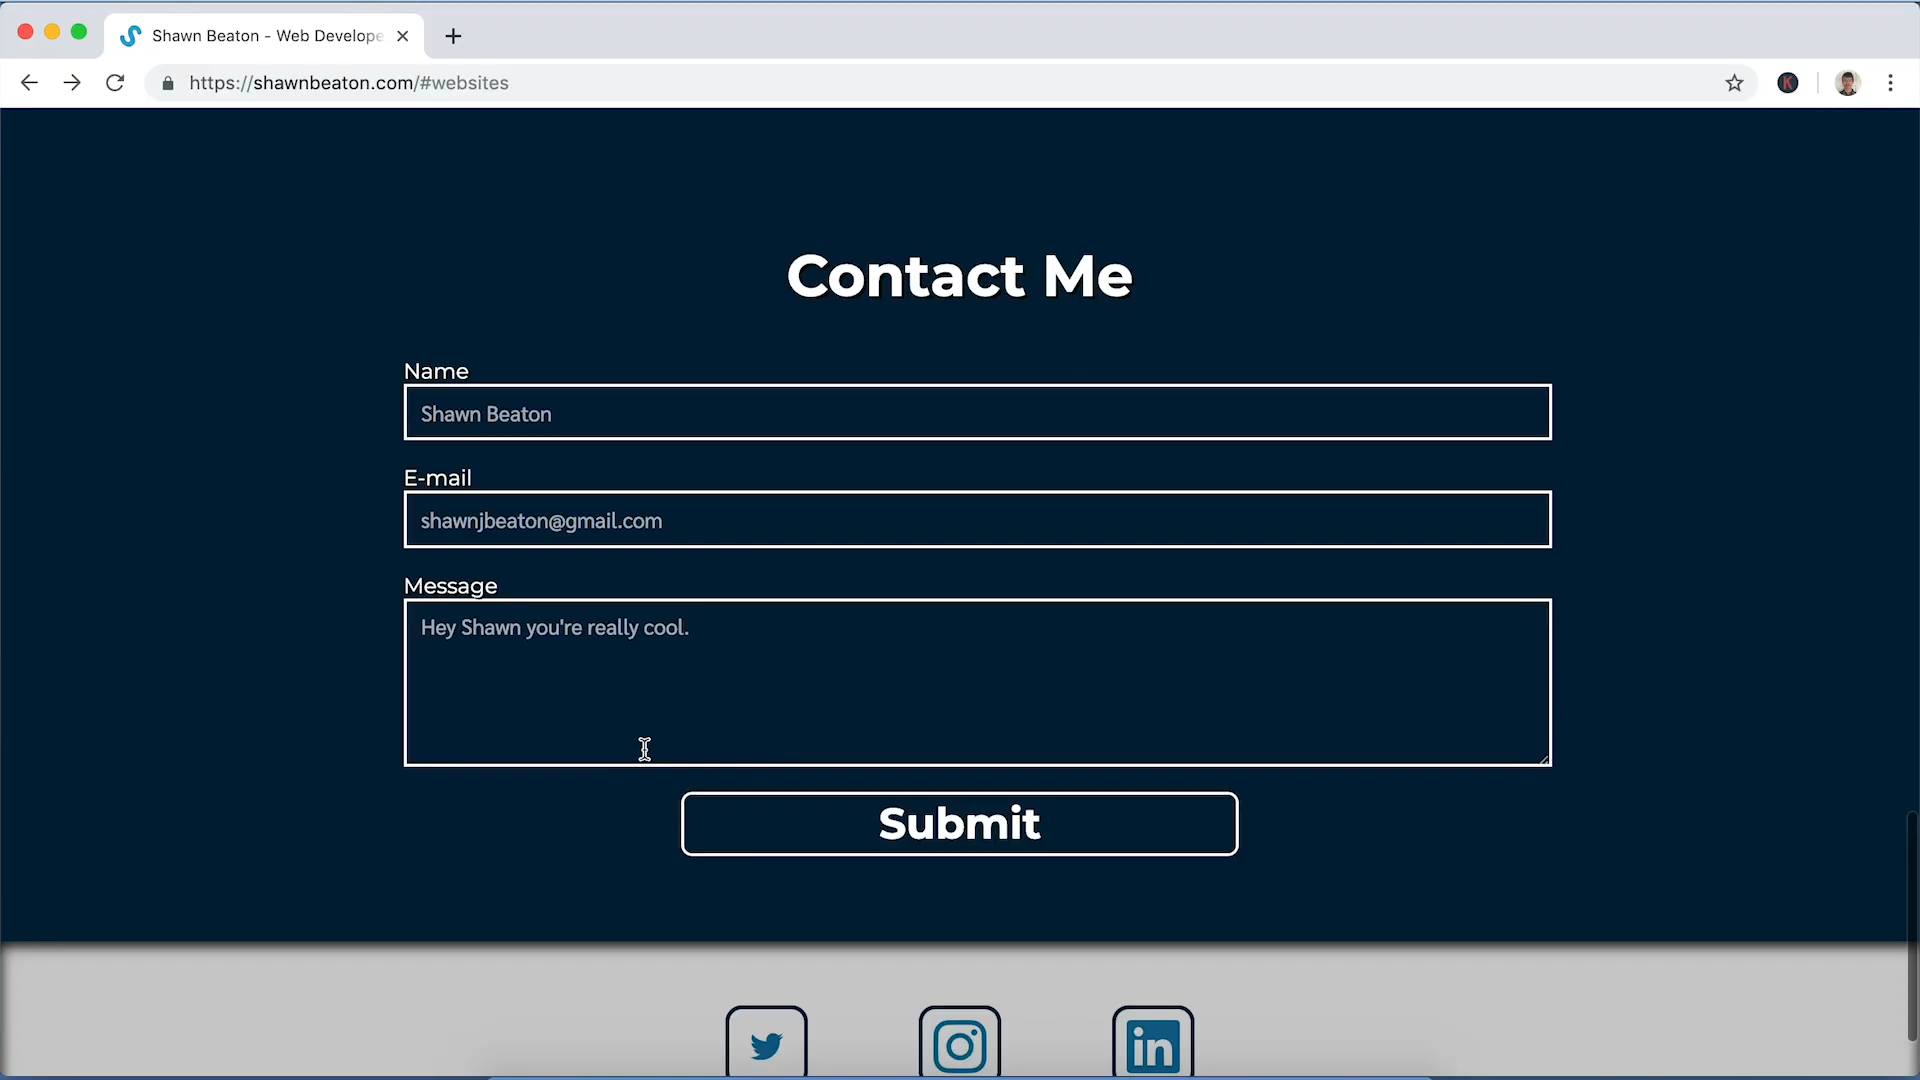 Shawn Beaton - Web Develope
https://shawnbeaton.com/#websites
K
Contact Me
Name
Shawn Beaton
E-mail
shawnjbeaton@gmail.com
Message
Hey Shawn you're really cool.
Submit
in